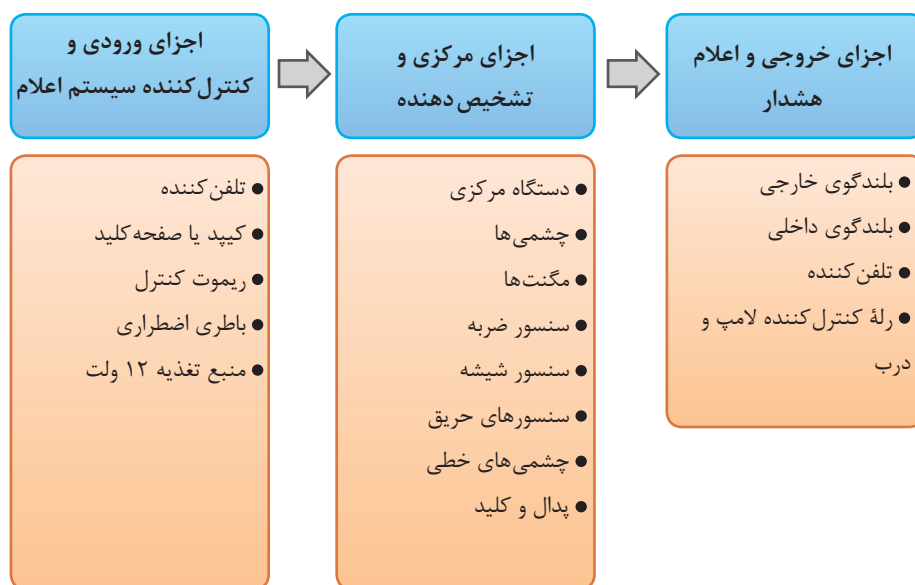 اجزای ورودی و
کنترل‌کننده سیستم اعلام
● تلفن‌کننده
● کیپد یا صفحه‌کلید
● ریموت کنترل
● باطری اضطراری
● منبع تغذیه ۱۲ ولت
اجزای مرکزی و
تشخیص‌دهنده
● دستگاه مرکزی
● چشمی‌ها
● مگنت‌ها
● سنسور ضربه
● سنسور شیشه
● سنسورهای حریق
● چشمی‌های خطی
● پدال و کلید
اجزای خروجی و اعلام
هشدار
● بلندگوی خارجی
● بلندگوی داخلی
● تلفن‌کننده
● رلهٔ کنترل‌کننده لامپ و
درب